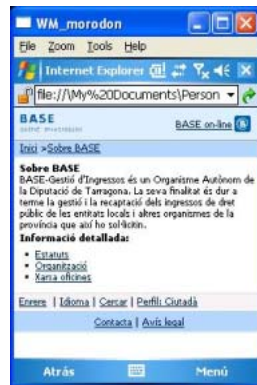 WM_morodon
File Zoom Tools Help
Internet Explorer
file://\My%20Documents\Person
BASE
BASE on-line
Inici >Sobre BASE
Sobre BASE
BASE-Gestió d'Ingressos és un Organisme Autònom de
la Diputació de Tarragona. La seva finalitat és dur a
terme la gestió i la recaptació dels ingressos de dret
públic de les entitats locals i altres organismes de la
província que així ho sol·licitin.
Informació detallada:
Estatuts
Organització
Xarxa oficines
Enrere | Idioma | Cercar | Perfil: Ciutadà
Contacta | Avís legal
Atrás Menú